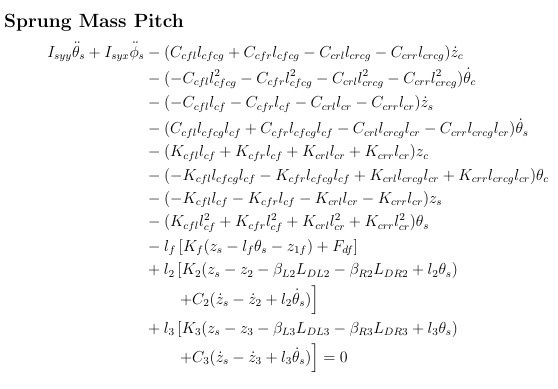 Sprung Mass Pitch
I_{syy}\ddot{\theta}_s + I_{syx}\ddot{\phi}_s - (C_{cfl}l_{cfcg} + C_{cfr}l_{cfcg} - C_{crl}l_{crcg} - C_{crr}l_{crcg})\dot{z}_c
- (-C_{cfl}l_{cfcg}^2 - C_{cfr}l_{cfcg}^2 - C_{crl}l_{crcg}^2 - C_{crr}l_{crcg}^2)\dot{\theta}_c
- (-C_{cfl}l_{cf} - C_{cfr}l_{cf} - C_{crl}l_{cr} - C_{crr}l_{cr})\dot{z}_s
- (C_{cfl}l_{cfcg}l_{cf} + C_{cfr}l_{cfcg}l_{cf} - C_{crl}l_{crcg}l_{cr} - C_{crr}l_{crcg}l_{cr})\dot{\theta}_s
- (K_{cfl}l_{cf} + K_{cfr}l_{cf} + K_{crl}l_{cr} + K_{crr}l_{cr})z_c
- (-K_{cfl}l_{cfcg}l_{cf} - K_{cfr}l_{cfcg}l_{cf} + K_{crl}l_{crcg}l_{cr} + K_{crr}l_{crcg}l_{cr})\theta_c
- (-K_{cfl}l_{cf} - K_{cfr}l_{cf} - K_{crl}l_{cr} - K_{crr}l_{cr})z_s
- (K_{cfl}l_{cf}^2 + K_{cfr}l_{cf}^2 + K_{crl}l_{cr}^2 + K_{crr}l_{cr}^2)\theta_s
- l_f [K_f(z_s - l_f\theta_s - z_{1f}) + F_{df}]
+ l_2 [K_2(z_s - z_2 - \beta_{L2}L_{DL2} - \beta_{R2}L_{DR2} + l_2\theta_s)
+C_2(\dot{z}_s - \dot{z}_2 + l_2\dot{\theta}_s)]
+ l_3 [K_3(z_s - z_3 - \beta_{L3}L_{DL3} - \beta_{R3}L_{DR3} + l_3\theta_s)
+C_3(\dot{z}_s - \dot{z}_3 + l_3\dot{\theta}_s)] = 0